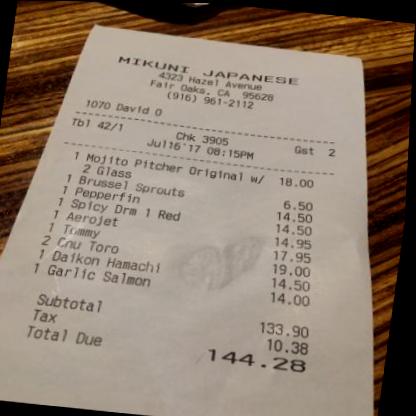 MIKUNI JAPANESE
4323 Hazel Avenue
Fair Oaks, CA 95628
(916) 961-2112
1070 David O
Tbl 42/1 Chk 3905 Gst 2
Jul16'17 08:15PM
1 Mojito Pitcher Original w/ 18.00
2 Glass
1 Brussel Sprouts 6.50
1 Pepperfin 14.50
1 Spicy Drm 1 Red 14.50
1 Aerojet 14.95
1 Tommy 17.95
2 Chu Toro 19.00
1 Daikon Hamachi 14.50
1 Garlic Salmon 14.00
Subtotal 133.90
Tax 10.38
Total Due 144.28